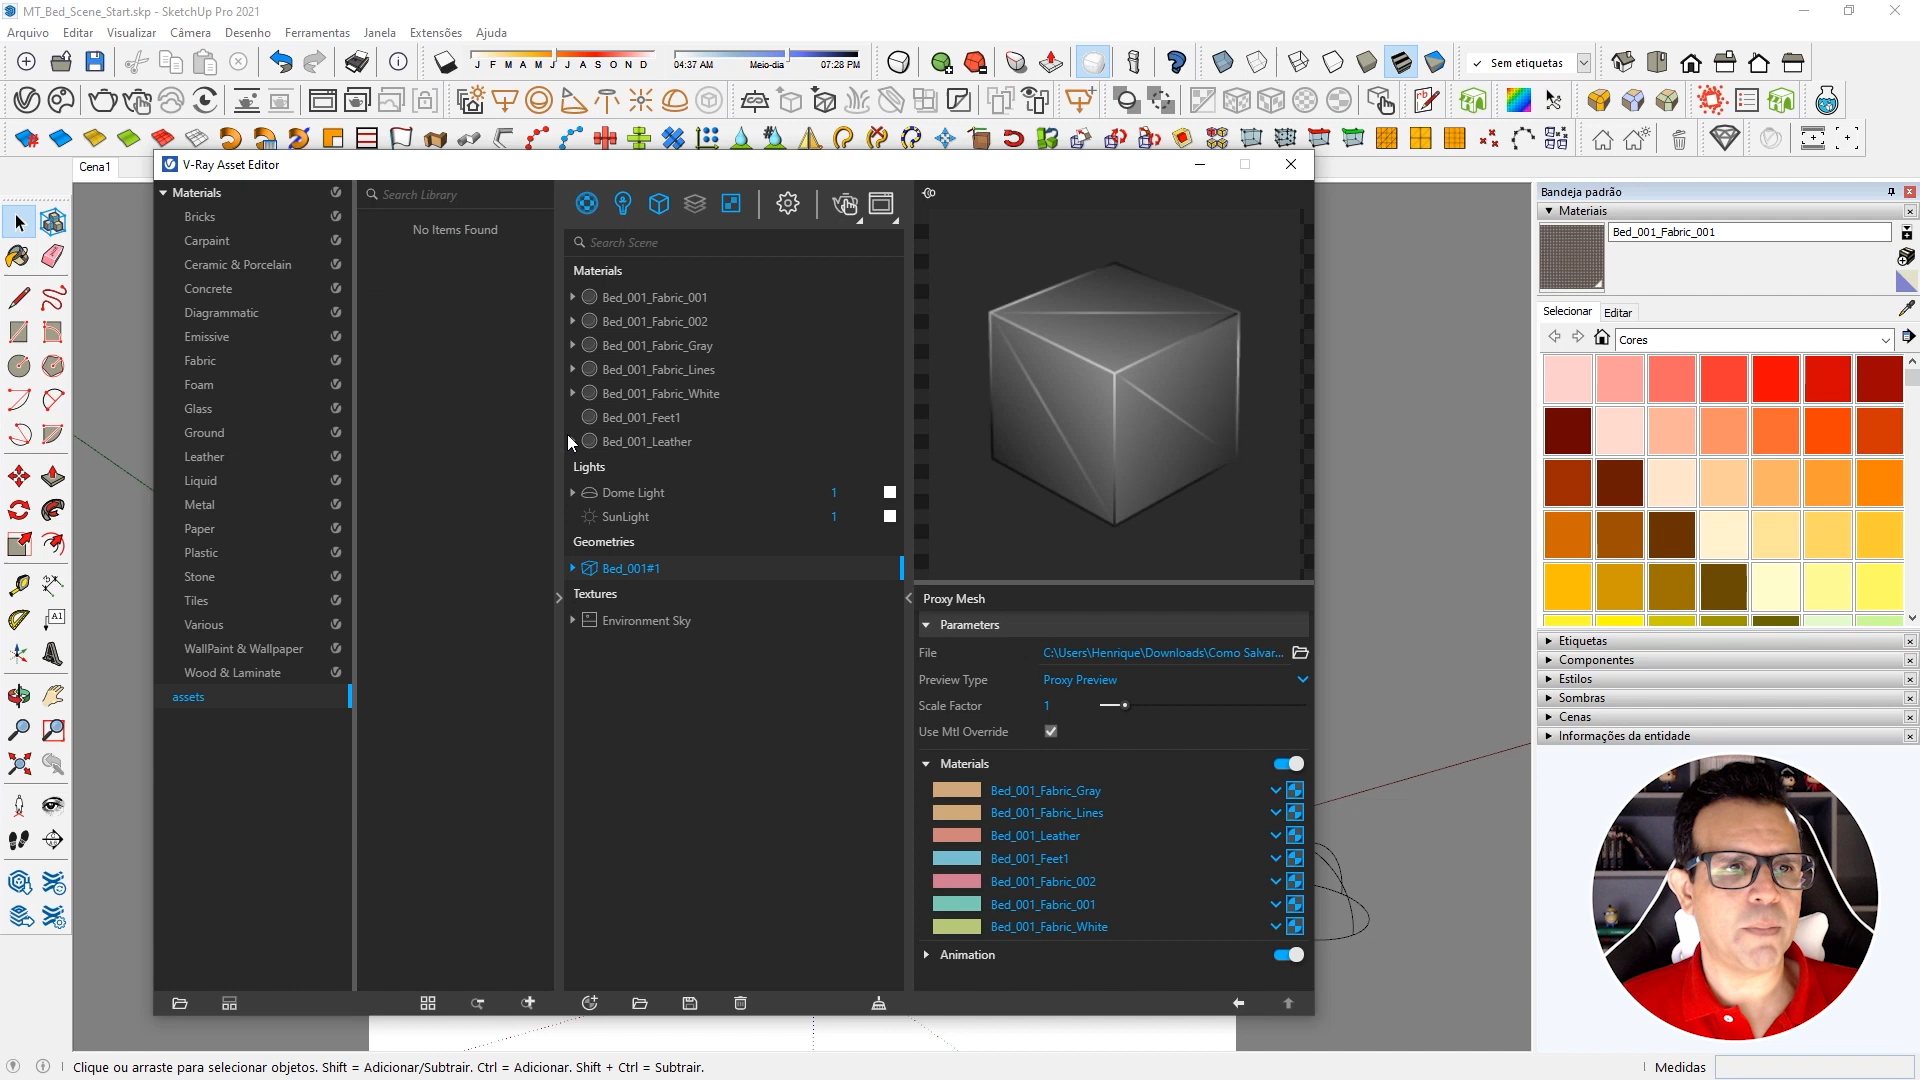 MT_Bed_Scene_Start.skp - SketchUp Pro 2021
Arquivo Editar Visualizar Câmera Desenho Ferramentas Janela Extensões Ajuda
J F M A M J J A S O N D
04:37 AM Meio-dia 07:28 PM
Sem etiquetas
Cena1
V-Ray Asset Editor
Materials
Bricks
Carpaint
Ceramic & Porcelain
Concrete
Diagrammatic
Emissive
Fabric
Foam
Glass
Ground
Leather
Liquid
Metal
Paper
Plastic
Stone
Tiles
Various
WallPaint & Wallpaper
Wood & Laminate
assets
Search Library
No Items Found
Search Scene
Materials
Bed_001_Fabric_001
Bed_001_Fabric_002
Bed_001_Fabric_Gray
Bed_001_Fabric_Lines
Bed_001_Fabric_White
Bed_001_Feet1
Bed_001_Leather
Lights
Dome Light 1
SunLight 1
Geometries
Bed_001#1
Textures
Environment Sky
Proxy Mesh
Parameters
File C:\Users\Henrique\Downloads\Como Salvar...
Preview Type Proxy Preview
Scale Factor 1
Use Mtl Override
Materials
Bed_001_Fabric_Gray
Bed_001_Fabric_Lines
Bed_001_Leather
Bed_001_Feet1
Bed_001_Fabric_002
Bed_001_Fabric_001
Bed_001_Fabric_White
Animation
Bandeja padrão
Materiais
Bed_001_Fabric_001
Selecionar Editar
Cores
Etiquetas
Componentes
Estilos
Sombras
Cenas
Informações da entidade
Clique ou arraste para selecionar objetos. Shift = Adicionar/Subtrair. Ctrl = Adicionar. Shift + Ctrl = Subtrair.
Medidas